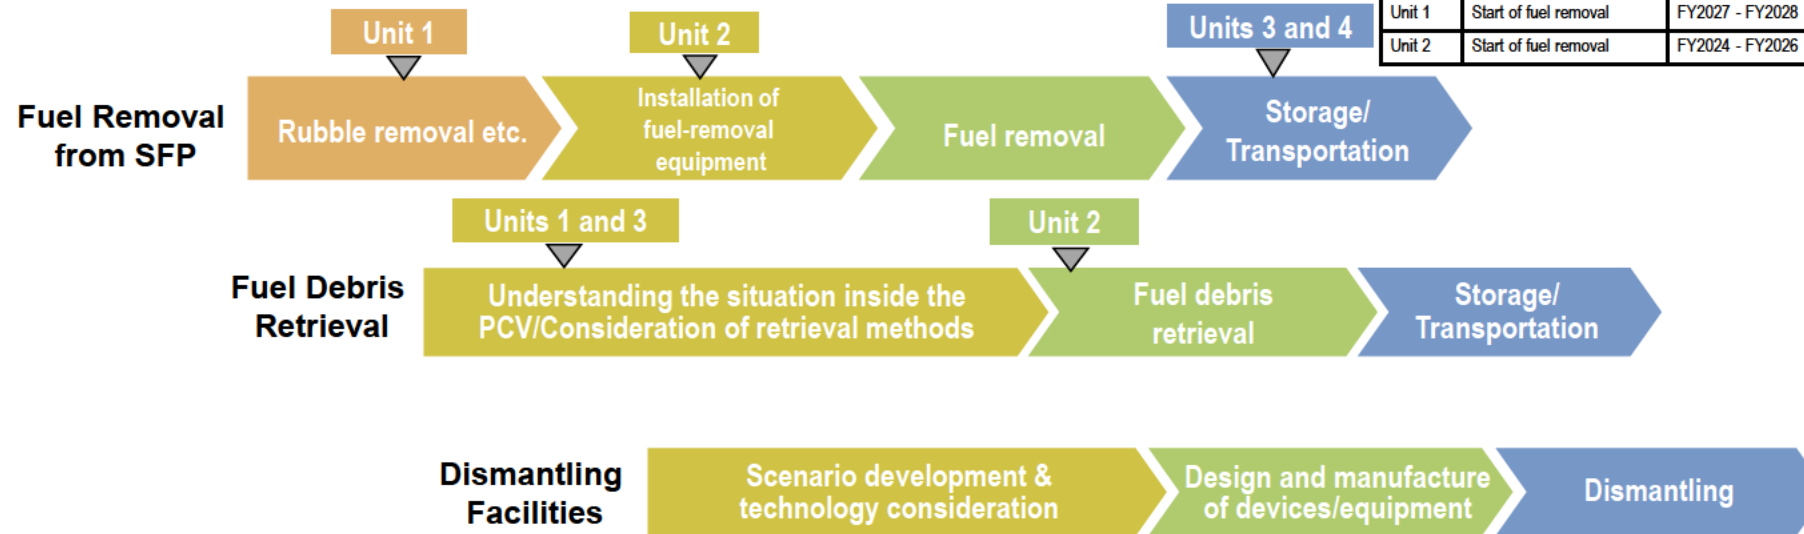 Unit 1
Unit 2
Units 3 and 4
Unit 1 Start of fuel removal FY2027 - FY2028
Unit 2 Start of fuel removal FY2024 - FY2026
Fuel Removal
from SFP
Rubble removal etc.
Installation of
fuel-removal
equipment
Fuel removal
Storage/
Transportation
Units 1 and 3
Unit 2
Fuel Debris
Retrieval
Understanding the situation inside the
PCV/Consideration of retrieval methods
Fuel debris
retrieval
Storage/
Transportation
Dismantling
Facilities
Scenario development &
technology consideration
Design and manufacture
of devices/equipment
Dismantling